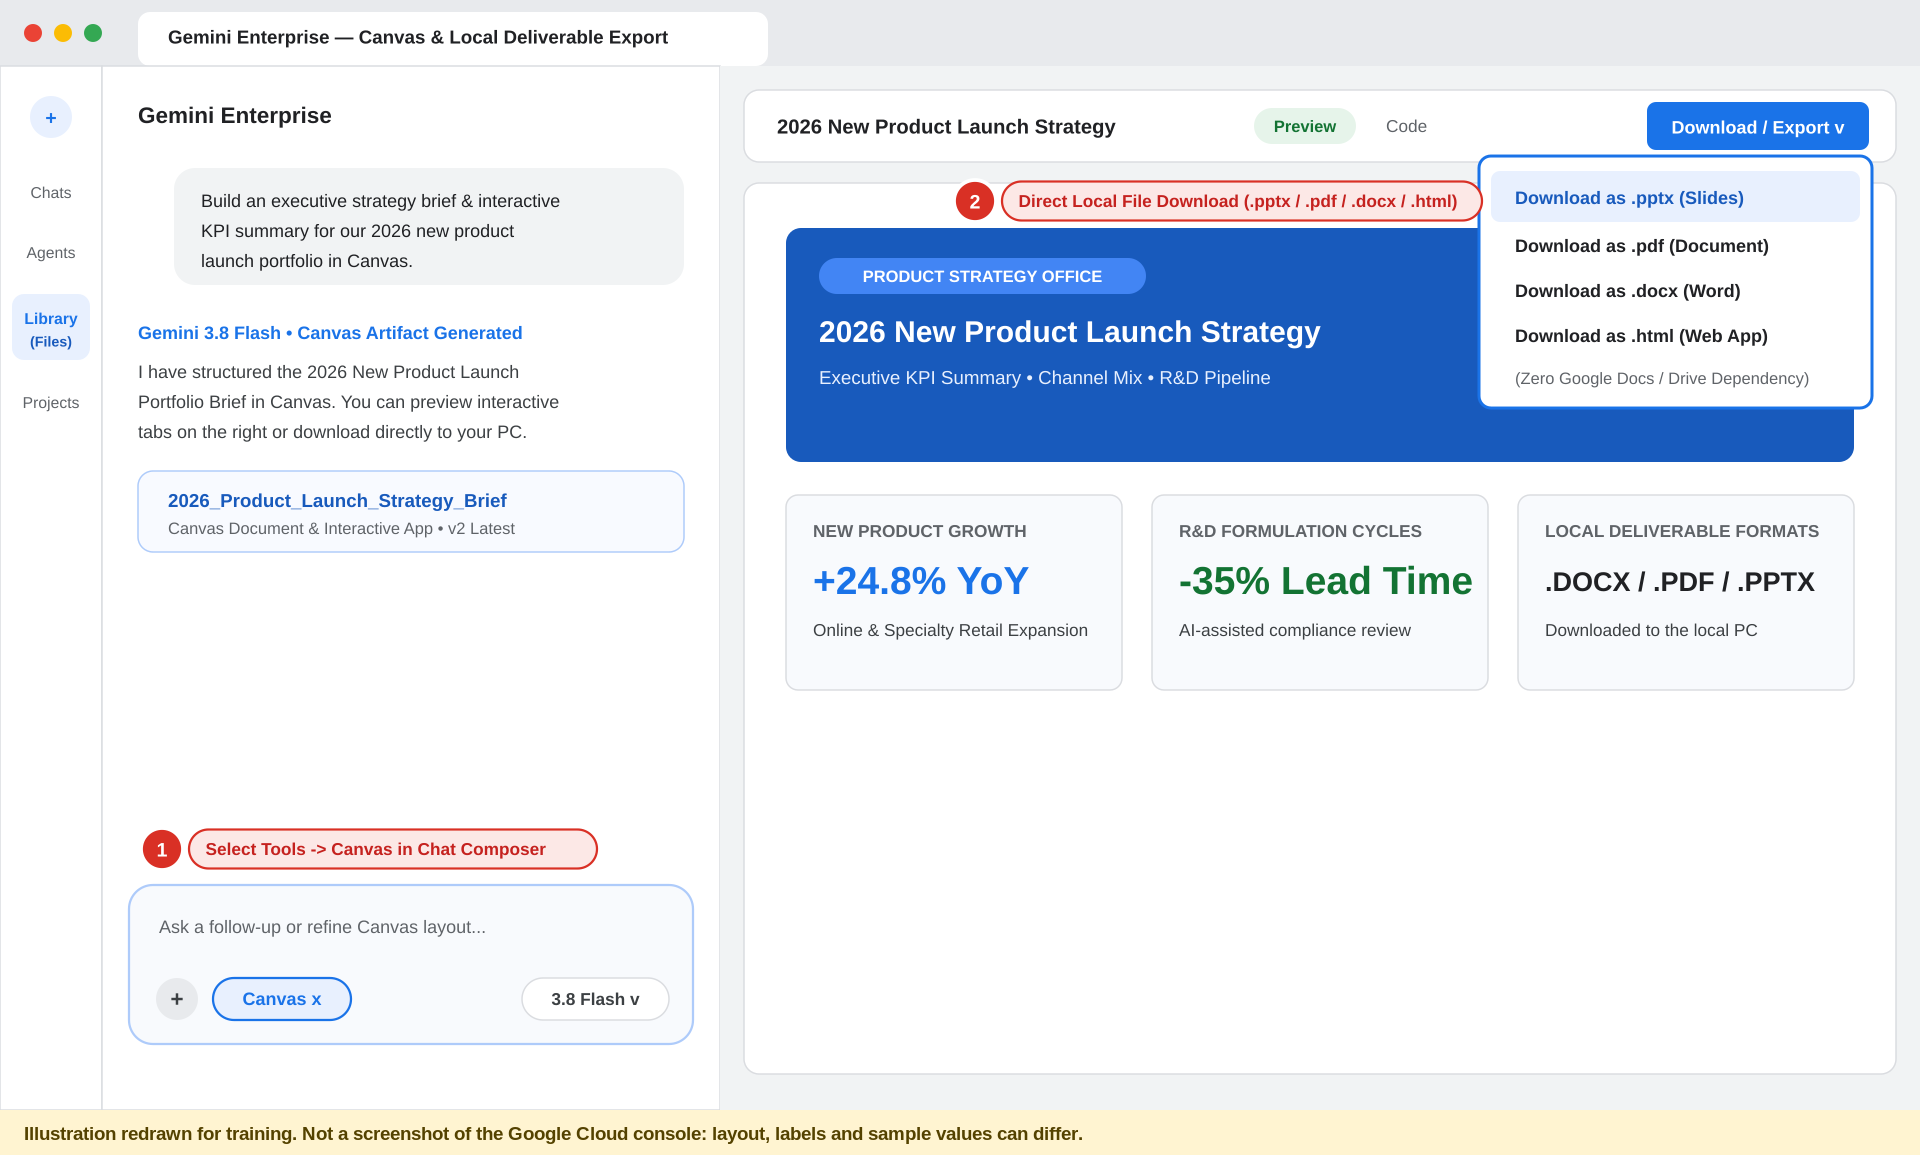 Gemini Enterprise — Canvas & Local Deliverable Export
+
Chats
Agents
Library
(Files)
Projects
Gemini Enterprise
Build an executive strategy brief & interactive
KPI summary for our 2026 new product
launch portfolio in Canvas.
Gemini 3.8 Flash • Canvas Artifact Generated
I have structured the 2026 New Product Launch
Portfolio Brief in Canvas. You can preview interactive
tabs on the right or download directly to your PC.
2026_Product_Launch_Strategy_Brief
Canvas Document & Interactive App • v2 Latest
1
Select Tools -> Canvas in Chat Composer
Ask a follow-up or refine Canvas layout...
+
Canvas x
3.8 Flash v
2026 New Product Launch Strategy
Preview
Code
Download / Export v
2
Direct Local File Download (.pptx / .pdf / .docx / .html)
Download as .pptx (Slides)
Download as .pdf (Document)
Download as .docx (Word)
Download as .html (Web App)
(Zero Google Docs / Drive Dependency)
PRODUCT STRATEGY OFFICE
2026 New Product Launch Strategy
Executive KPI Summary • Channel Mix • R&D Pipeline
NEW PRODUCT GROWTH
+24.8% YoY
Online & Specialty Retail Expansion
R&D FORMULATION CYCLES
-35% Lead Time
AI-assisted compliance review
LOCAL DELIVERABLE FORMATS
.DOCX / .PDF / .PPTX
Downloaded to the local PC
Illustration redrawn for training. Not a screenshot of the Google Cloud console: layout, labels and sample values can differ.